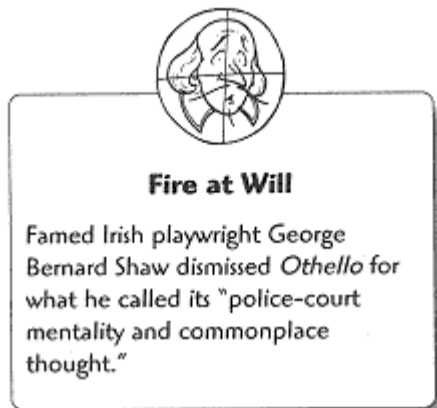 Fire at Will
Famed Irish playwright George
Bernard Shaw dismissed Othello for
what he called its "police-court
mentality and commonplace
thought."